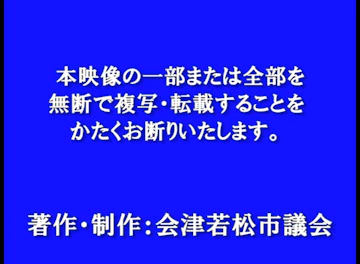 本映像の一部または全部を
無断で複写・転載することを
かたくお断りいたします。
著作・制作：会津若松市議会